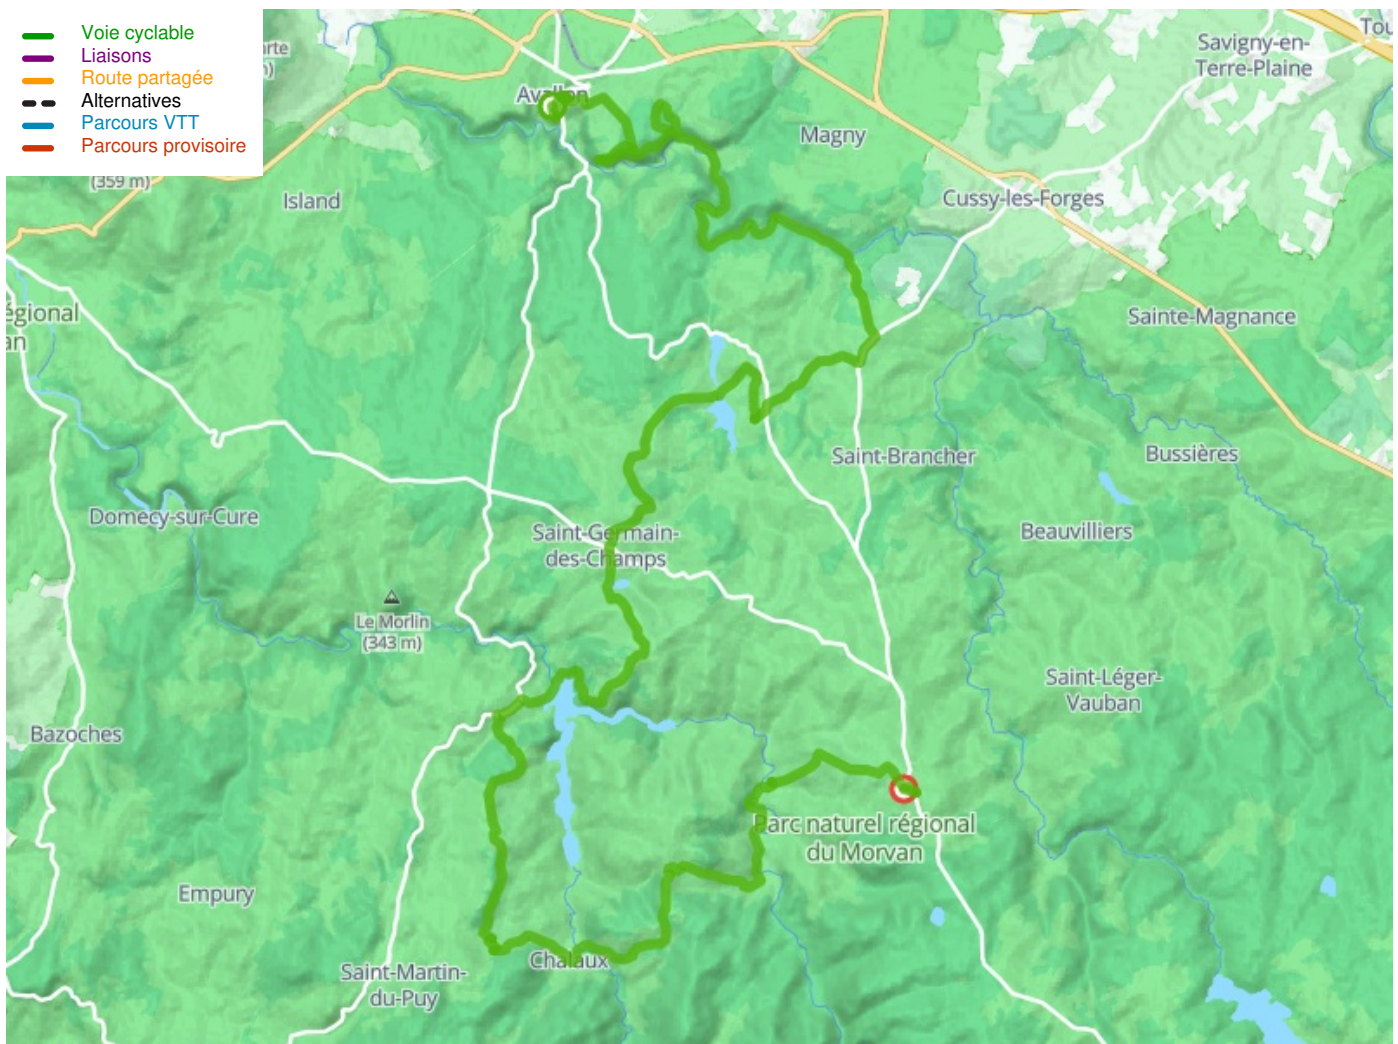 Voie cyclable
Liaisons
Route partagée
Alternatives
Parcours VTT
Parcours provisoire
(359 m)
Savigny-en-
Terre-Plaine
Avallon
Magny
Island
Cussy-les-Forges
Sainte-Magnance
Saint-Brancher
Bussières
Domecy-sur-Cure
Saint-Germain-
des-Champs
Beauvilliers
Le Morlin
(343 m)
Saint-Léger-
Vauban
Bazoches
Parc naturel régional
du Morvan
Empury
Chalaux
Saint-Martin-
du-Puy